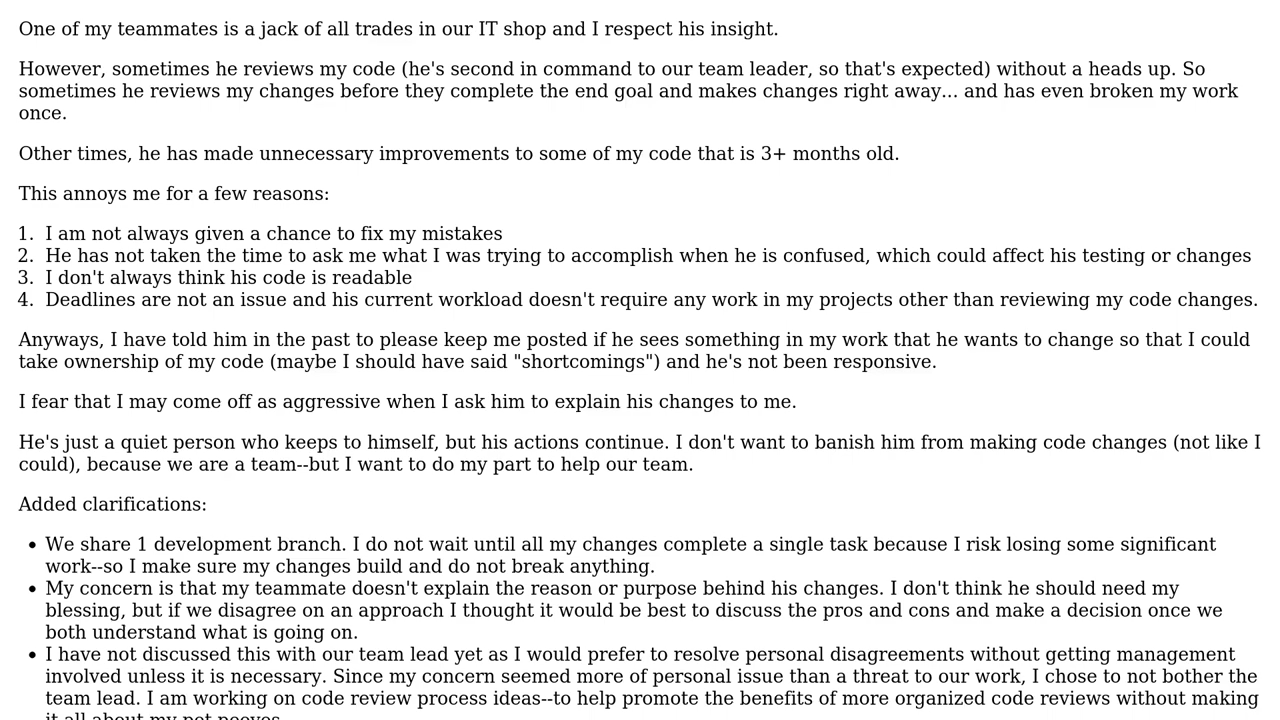 One of my teammates is a jack of all trades in our IT shop and I respect his insight.
However, sometimes he reviews my code (he's second in command to our team leader, so that's expected) without a heads up. So
sometimes he reviews my changes before they complete the end goal and makes changes right away... and has even broken my work
once.
Other times, he has made unnecessary improvements to some of my code that is 3+ months old.
This annoys me for a few reasons:
1. I am not always given a chance to fix my mistakes
2. He has not taken the time to ask me what I was trying to accomplish when he is confused, which could affect his testing or changes
3. I don't always think his code is readable
4. Deadlines are not an issue and his current workload doesn't require any work in my projects other than reviewing my code changes.
Anyways, I have told him in the past to please keep me posted if he sees something in my work that he wants to change so that I could
take ownership of my code (maybe I should have said "shortcomings") and he's not been responsive.
I fear that I may come off as aggressive when I ask him to explain his changes to me.
He's just a quiet person who keeps to himself, but his actions continue. I don't want to banish him from making code changes (not like I
could), because we are a team--but I want to do my part to help our team.
Added clarifications:
• We share 1 development branch. I do not wait until all my changes complete a single task because I risk losing some significant
work--so I make sure my changes build and do not break anything.
• My concern is that my teammate doesn't explain the reason or purpose behind his changes. I don't think he should need my
blessing, but if we disagree on an approach I thought it would be best to discuss the pros and cons and make a decision once we
both understand what is going on.
• I have not discussed this with our team lead yet as I would prefer to resolve personal disagreements without getting management
involved unless it is necessary. Since my concern seemed more of personal issue than a threat to our work, I chose to not bother the
team lead. I am working on code review process ideas--to help promote the benefits of more organized code reviews without making
it all about my pet peeves.